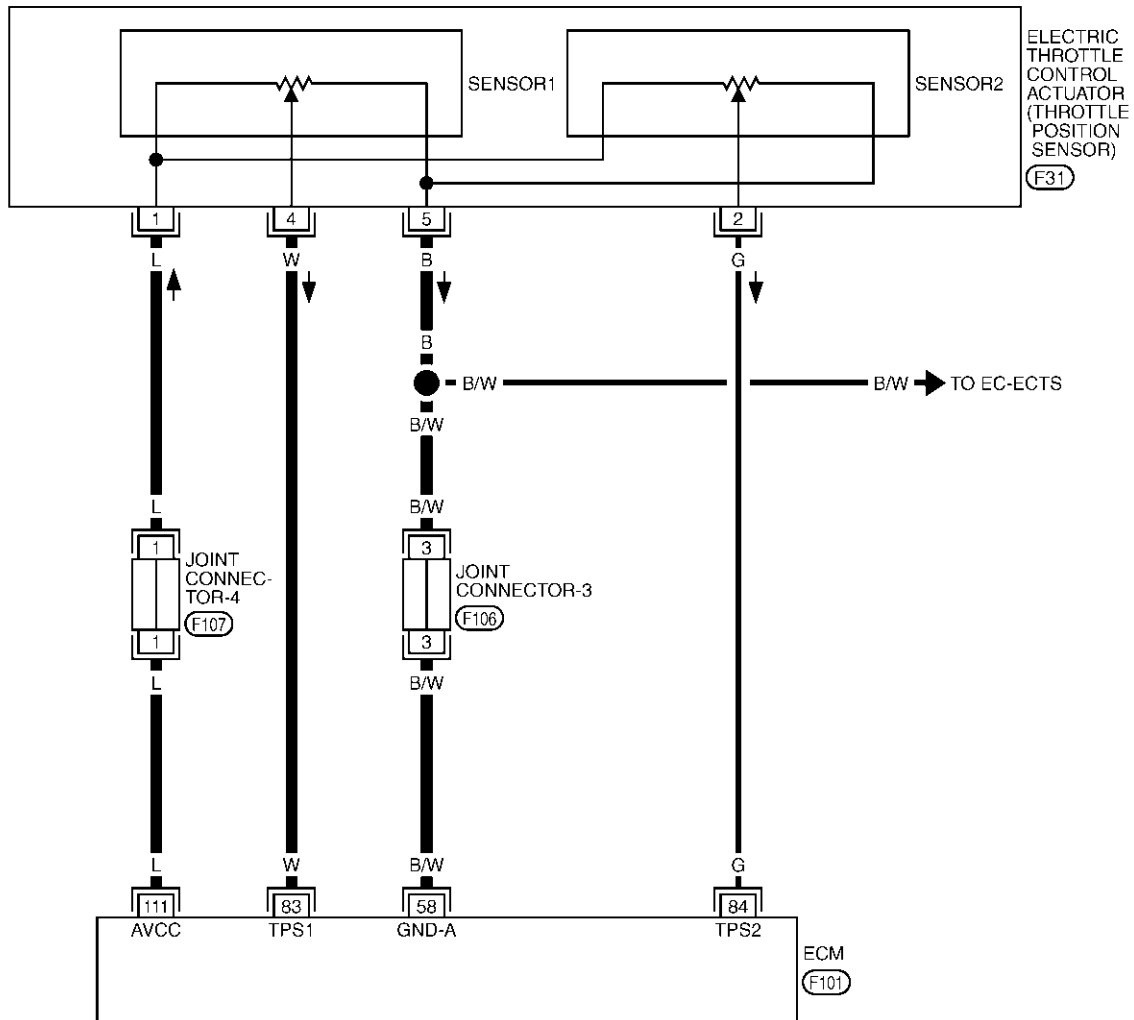 SENSOR1
SENSOR2
ELECTRIC
THROTTLE
CONTROL
ACTUATOR
(THROTTLE
POSITION
SENSOR)
F31
1
4
5
2
L
W
B
G
B
B/W
B/W
TO EC-ECTS
B/W
L
B/W
1
3
JOINT
CONNEC-
TOR-4
F107
JOINT
CONNECTOR-3
F106
1
3
L
B/W
L
W
B/W
G
111
83
58
84
AVCC
TPS1
GND-A
TPS2
ECM
F101